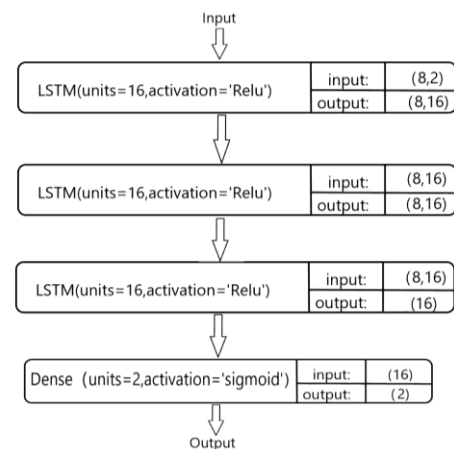 Input
LSTM(units=16,activation='Relu')
input: (8,2)
output: (8,16)
LSTM(units=16,activation='Relu')
input: (8,16)
output: (8,16)
LSTM(units=16,activation='Relu')
input: (8,16)
output: (16)
Dense (units=2,activation='sigmoid')
input: (16)
output: (2)
Output